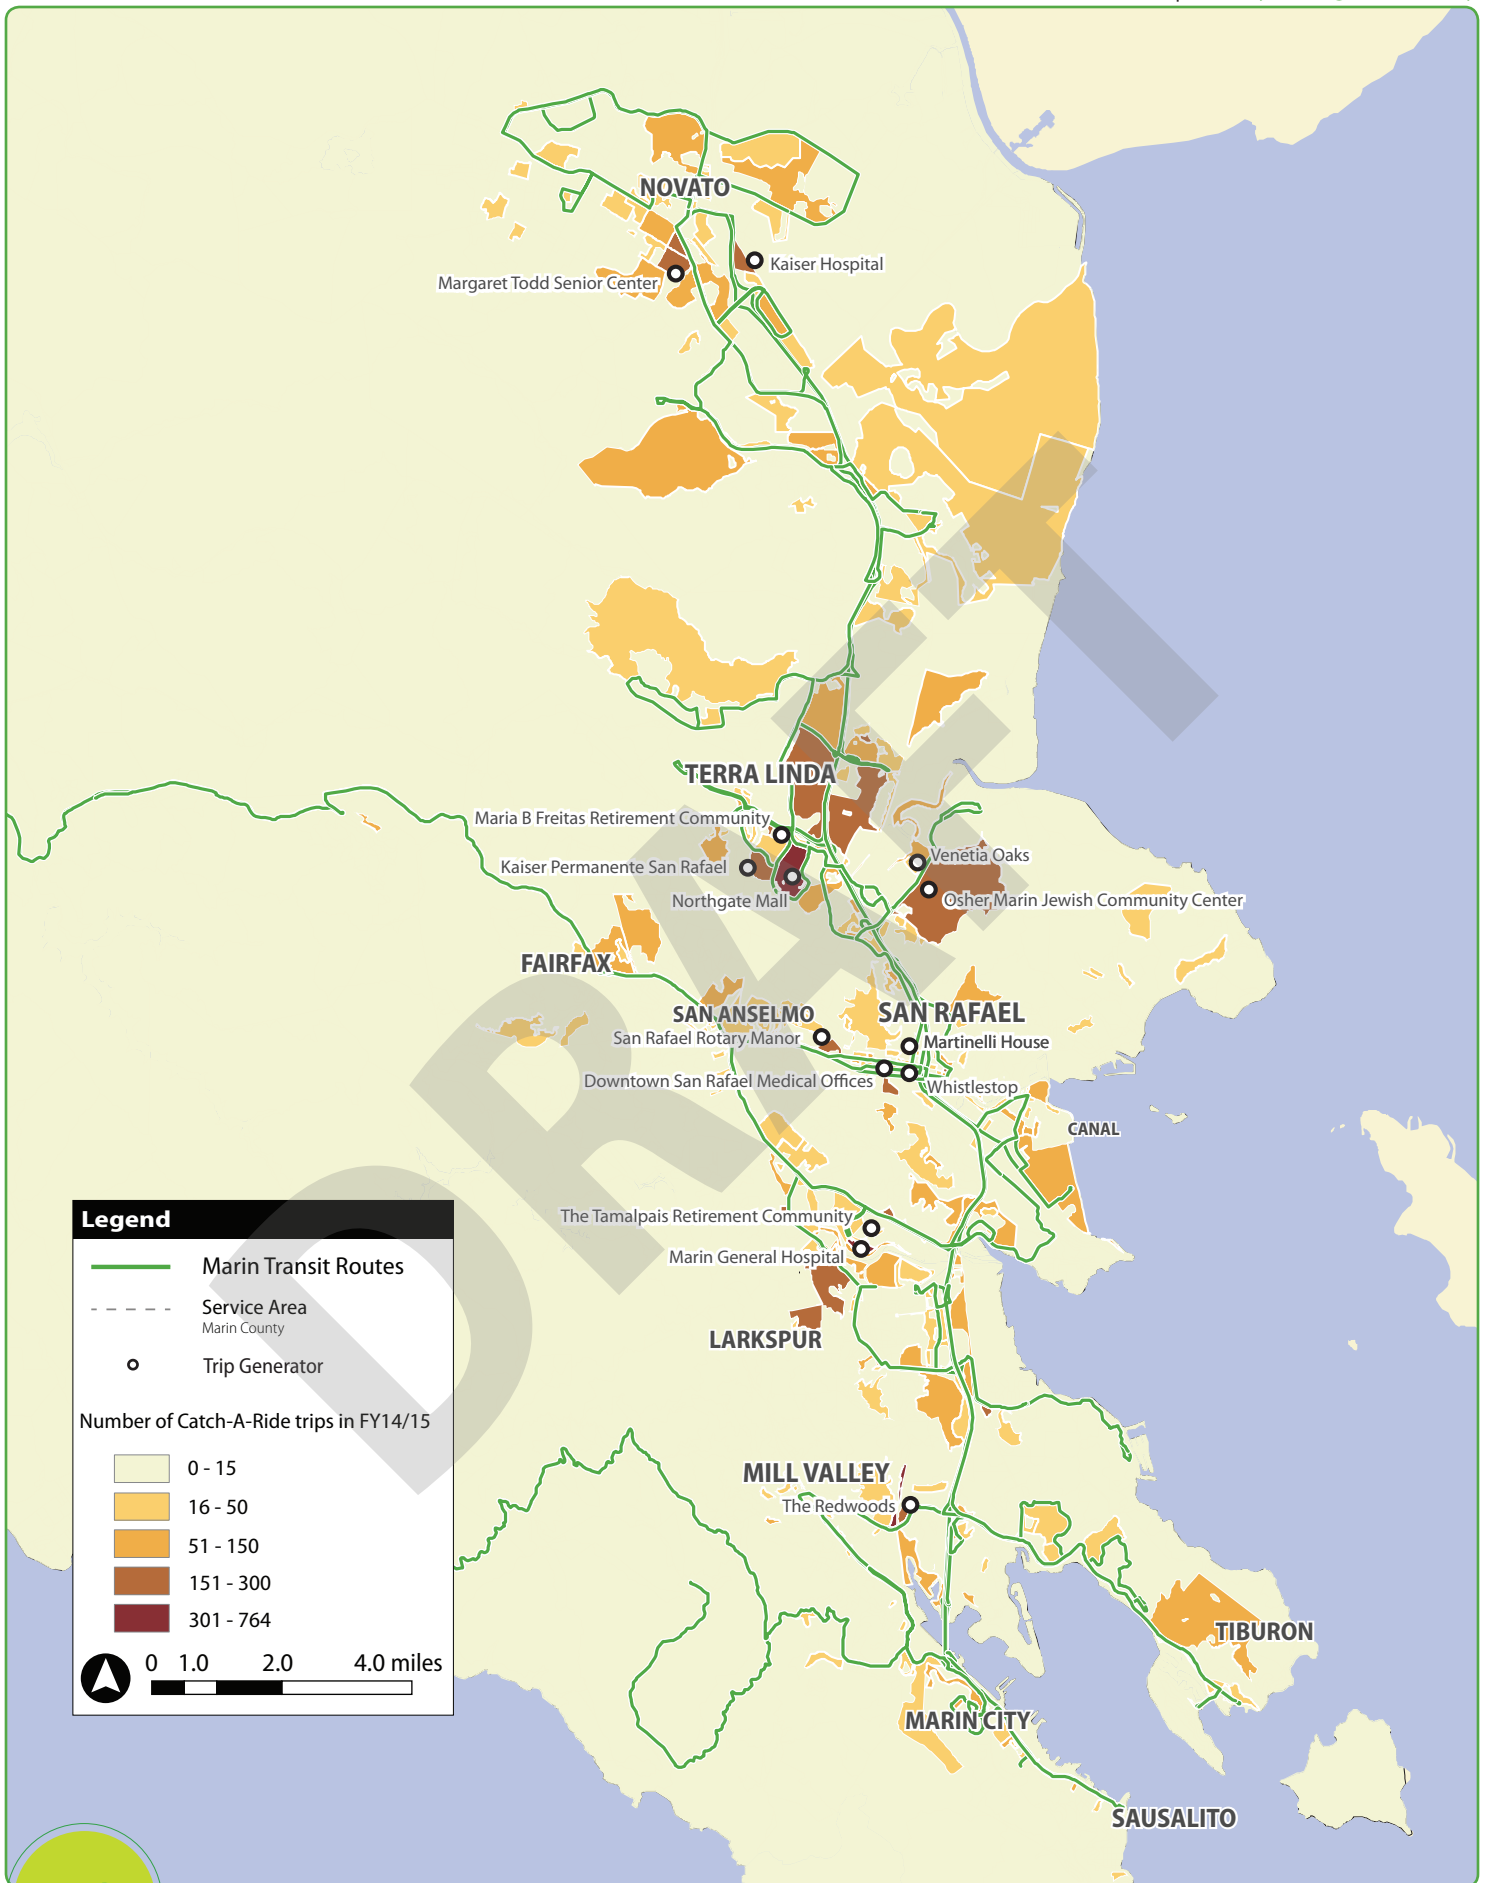 NOVATO
Kaiser Hospital
Margaret Todd Senior Center
TERRA LINDA
Maria B Freitas Retirement Community
Venetia Oaks
Kaiser Permanente San Rafael
Northgate Mall
Osher Marin Jewish Community Center
FAIRFAX
SAN ANSELMO
SAN RAFAEL
San Rafael Rotary Manor
Martinelli House
Downtown San Rafael Medical Offices
Whistlestop
CANAL
The Tamalpais Retirement Community
Marin General Hospital
LARKSPUR
MILL VALLEY
The Redwoods
TIBURON
MARIN CITY
SAUSALITO
DRAFT
Legend
Marin Transit Routes
Service Area
Marin County
Trip Generator
Number of Catch-A-Ride trips in FY14/15
0 - 15
16 - 50
51 - 150
151 - 300
301 - 764
0 1.0 2.0 4.0 miles